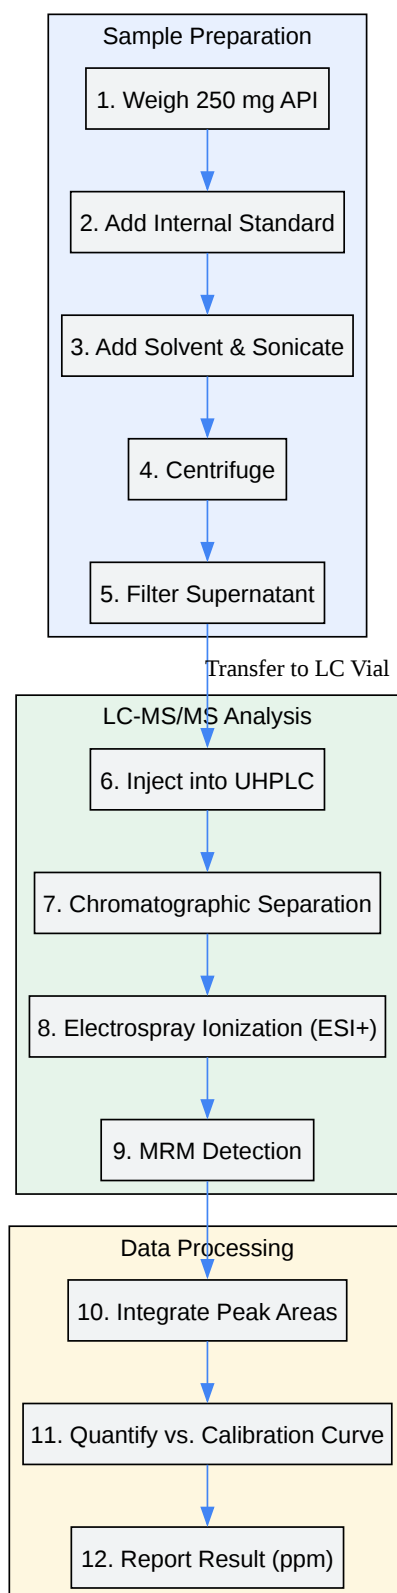 Sample Preparation
1. Weigh 250 mg API
2. Add Internal Standard
3. Add Solvent & Sonicate
4. Centrifuge
5. Filter Supernatant
Transfer to LC Vial
LC-MS/MS Analysis
6. Inject into UHPLC
7. Chromatographic Separation
8. Electrospray Ionization (ESI+)
9. MRM Detection
Data Processing
10. Integrate Peak Areas
11. Quantify vs. Calibration Curve
12. Report Result (ppm)